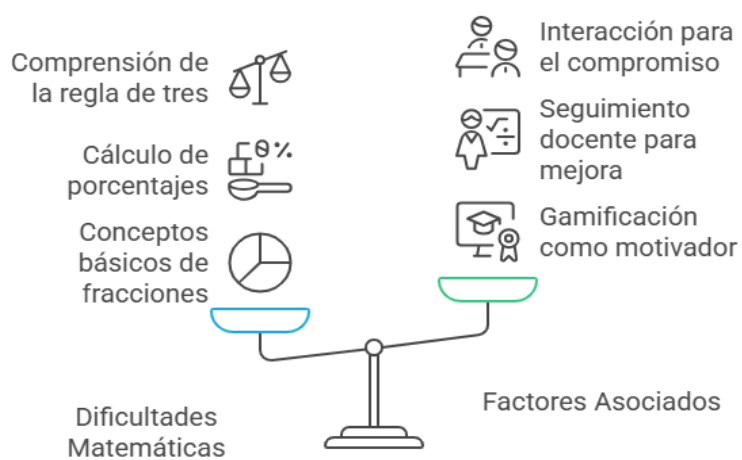 Comprensión de
la regla de tres
Cálculo de
porcentajes
Conceptos
básicos de
fracciones
Dificultades
Matemáticas
Interacción para
el compromiso
Seguimiento
docente para
mejora
Gamificación
como motivador
Factores Asociados